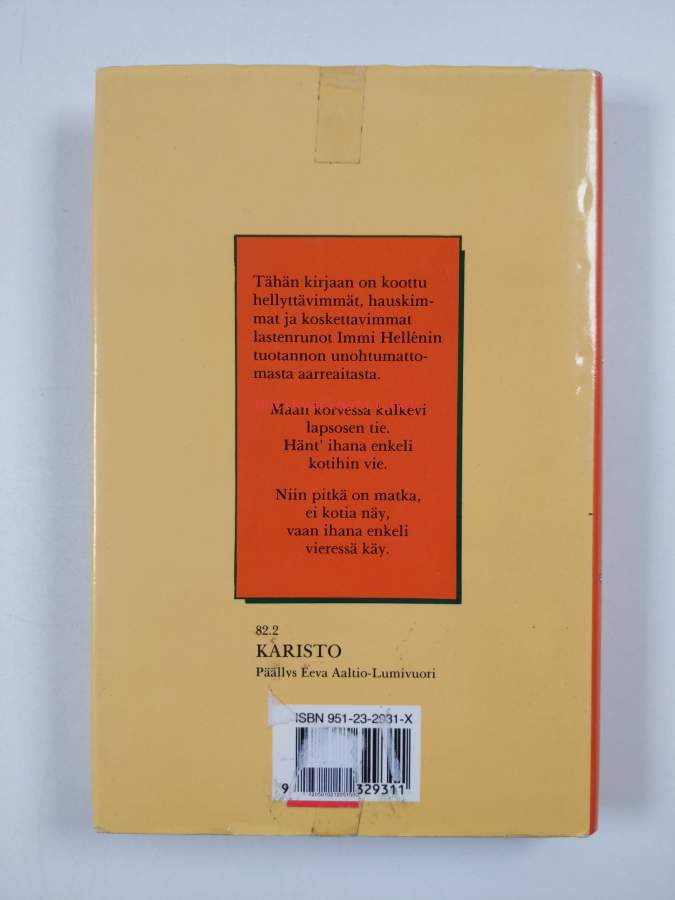 Tähän kirjaan on koottu
hellyttävimmät, hauskim-
mat ja koskettavimmat
lastenrunot Immi Hellénin
tuotannon unohtumatto-
masta aarreaitasta.
Maan korvessa kulkevi
lapsosen tie.
Hänt' ihana enkeli
kotihin vie.
Niin pitkä on matka,
ei kotia näy,
vaan ihana enkeli
vieressä käy.
82.2
KARISTO
Päällys Eeva Aaltio-Lumivuori
ISBN 951-23-2931-X
9 329311